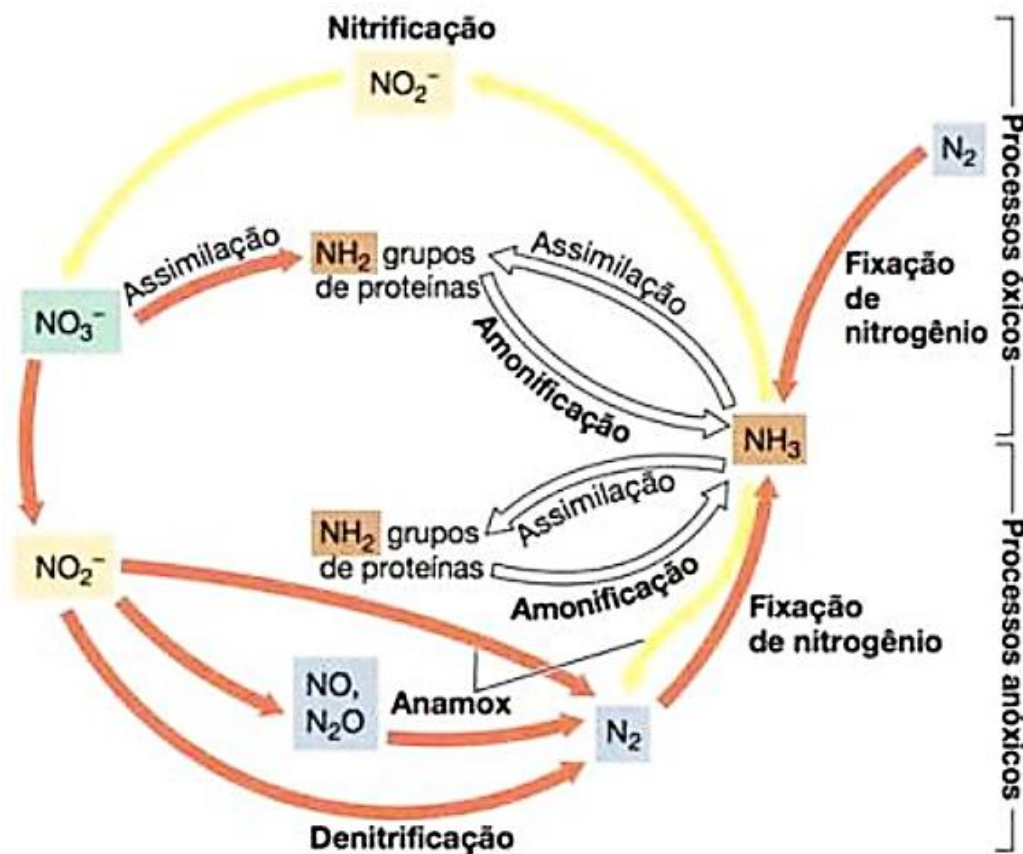 Nitrificação
NO₂⁻
N₂
Processos óxicos
Assimilação
NH₂ grupos
de proteínas
Assimilação
Fixação
de
nitrogênio
NO₃⁻
Amonificação
NH₃
NH₂ grupos
de proteínas
Assimilação
Amonificação
Processos anóxicos
NO₂⁻
Fixação
de nitrogênio
NO,
N₂O
Anamox
N₂
Denitrificação